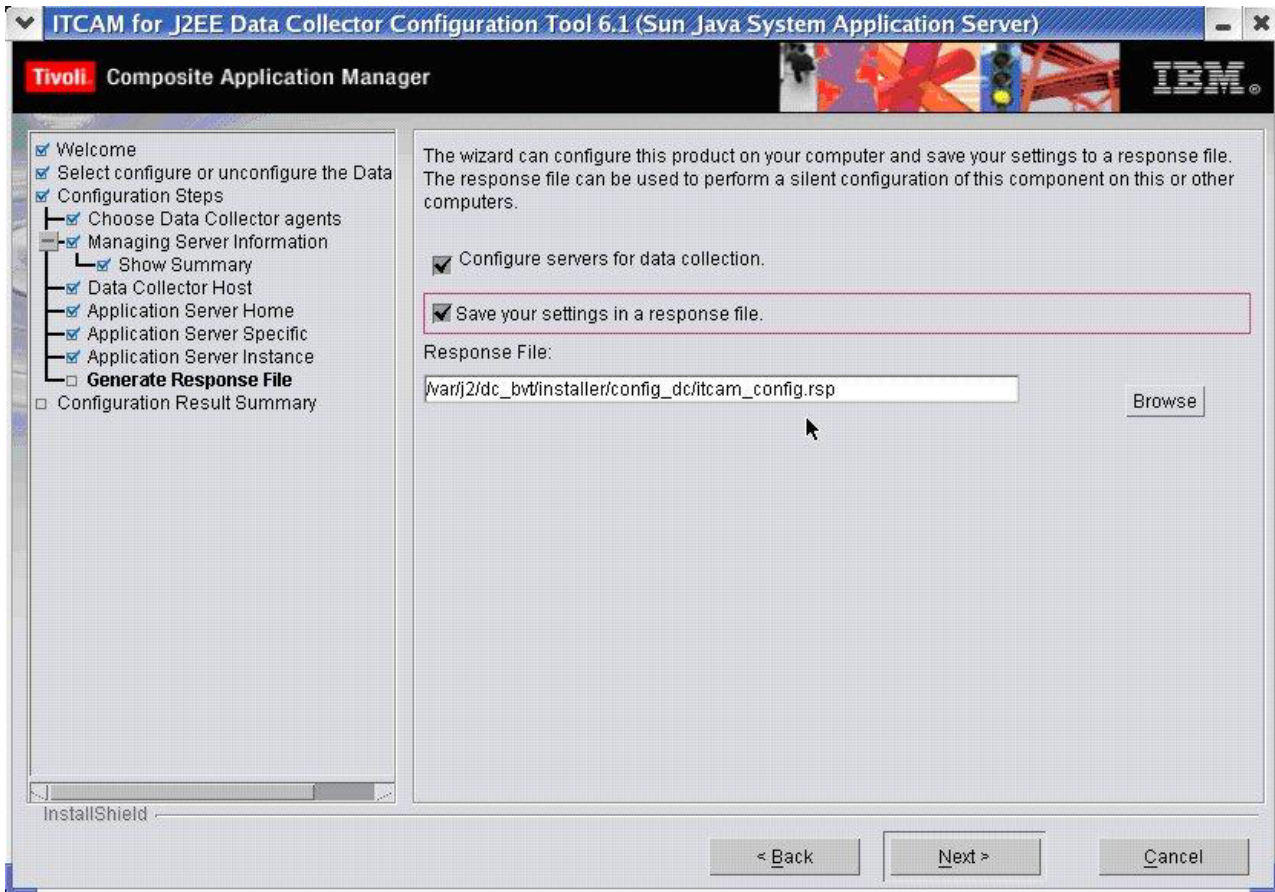 ITCAM for J2EE Data Collector Configuration Tool 6.1 (Sun Java System Application Server)
Tivoli. Composite Application Manager
IBM®
Welcome
Select configure or unconfigure the Data
Configuration Steps
Choose Data Collector agents
Managing Server Information
Show Summary
Data Collector Host
Application Server Home
Application Server Specific
Application Server Instance
Generate Response File
Configuration Result Summary
The wizard can configure this product on your computer and save your settings to a response file.
The response file can be used to perform a silent configuration of this component on this or other
computers.
Configure servers for data collection.
Save your settings in a response file.
Response File:
/var/j2/dc_bvt/installer/config_dc/itcam_config.rsp
Browse
InstallShield
< Back
Next >
Cancel